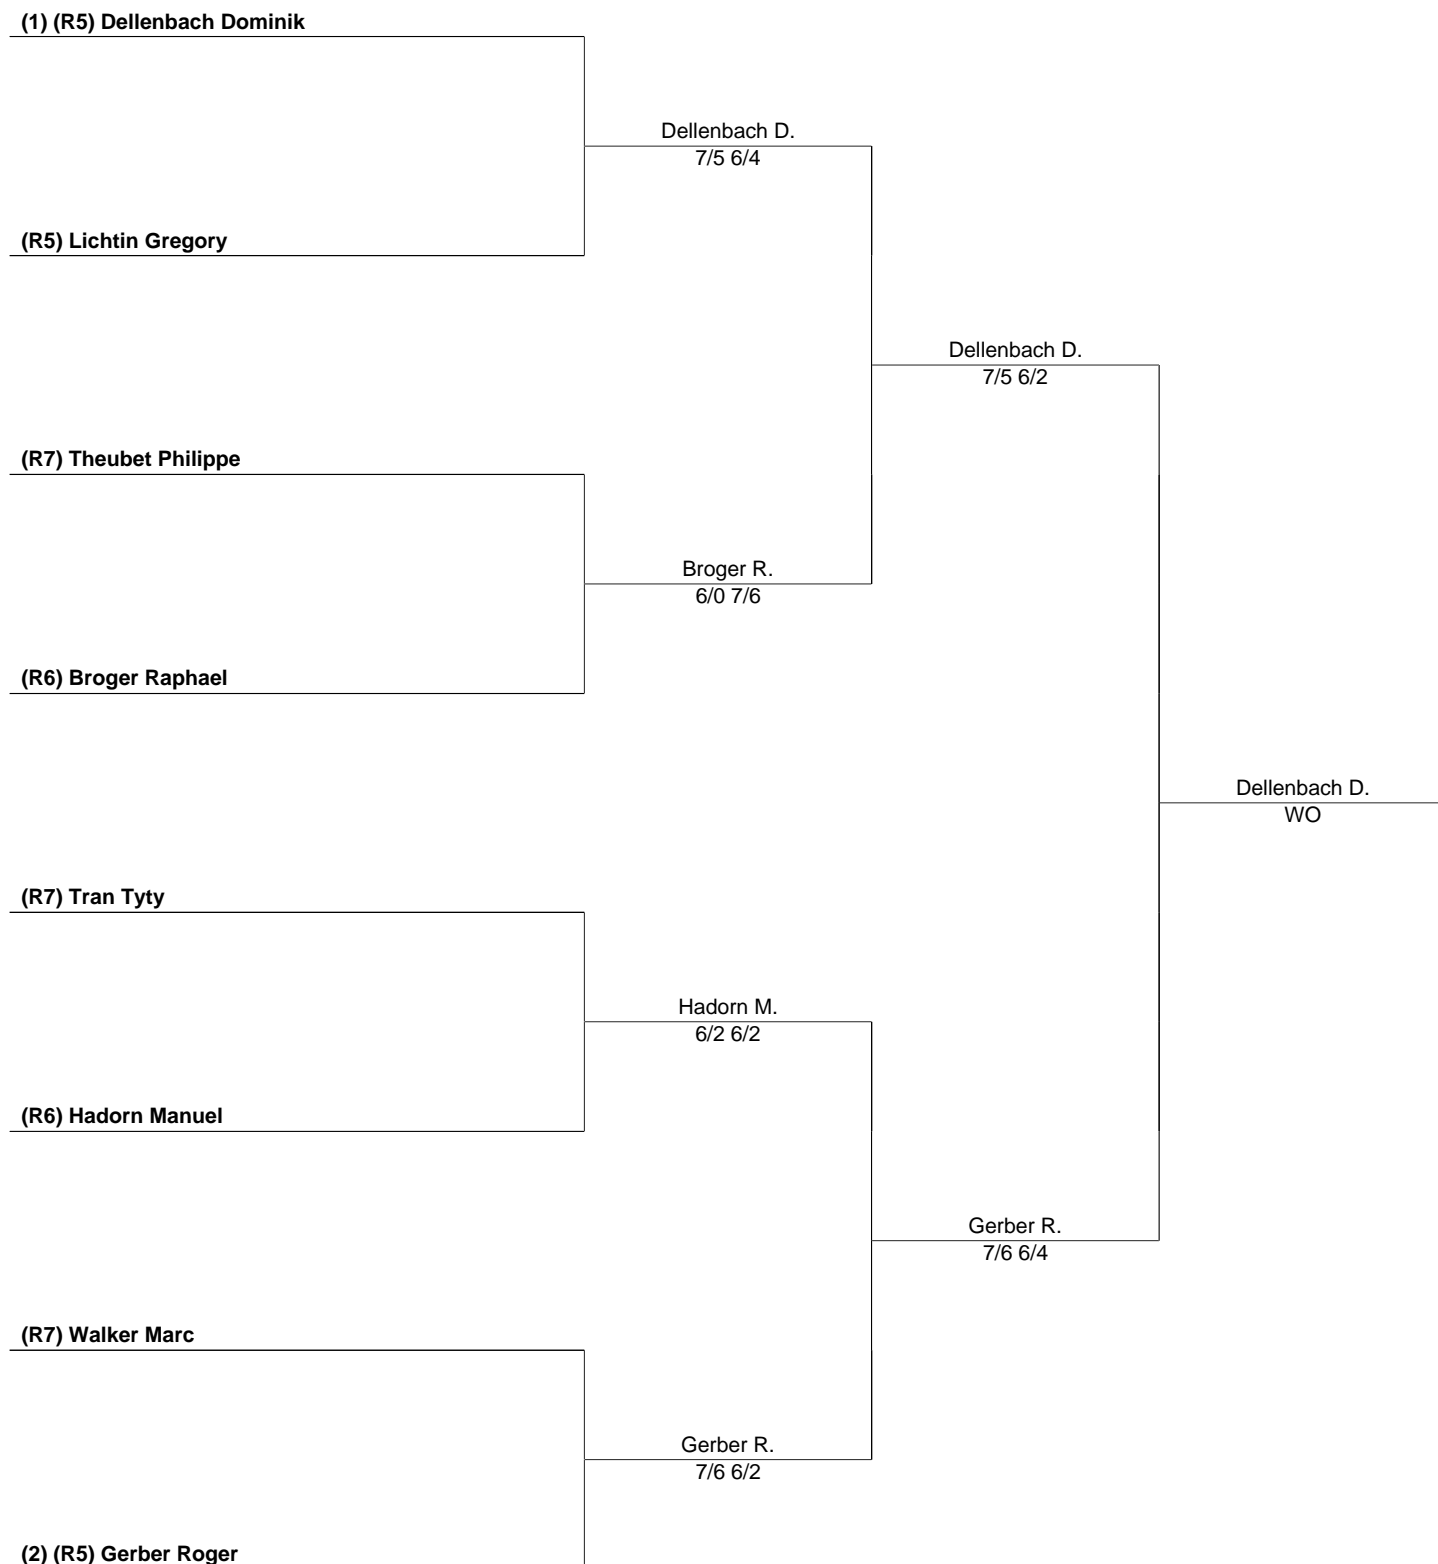 (1) (R5) Dellenbach Dominik
Dellenbach D.
7/5 6/4
(R5) Lichtin Gregory
Dellenbach D.
7/5 6/2
(R7) Theubet Philippe
Broger R.
6/0 7/6
(R6) Broger Raphael
Dellenbach D.
WO
(R7) Tran Tyty
Hadorn M.
6/2 6/2
(R6) Hadorn Manuel
Gerber R.
7/6 6/4
(R7) Walker Marc
Gerber R.
7/6 6/2
(2) (R5) Gerber Roger